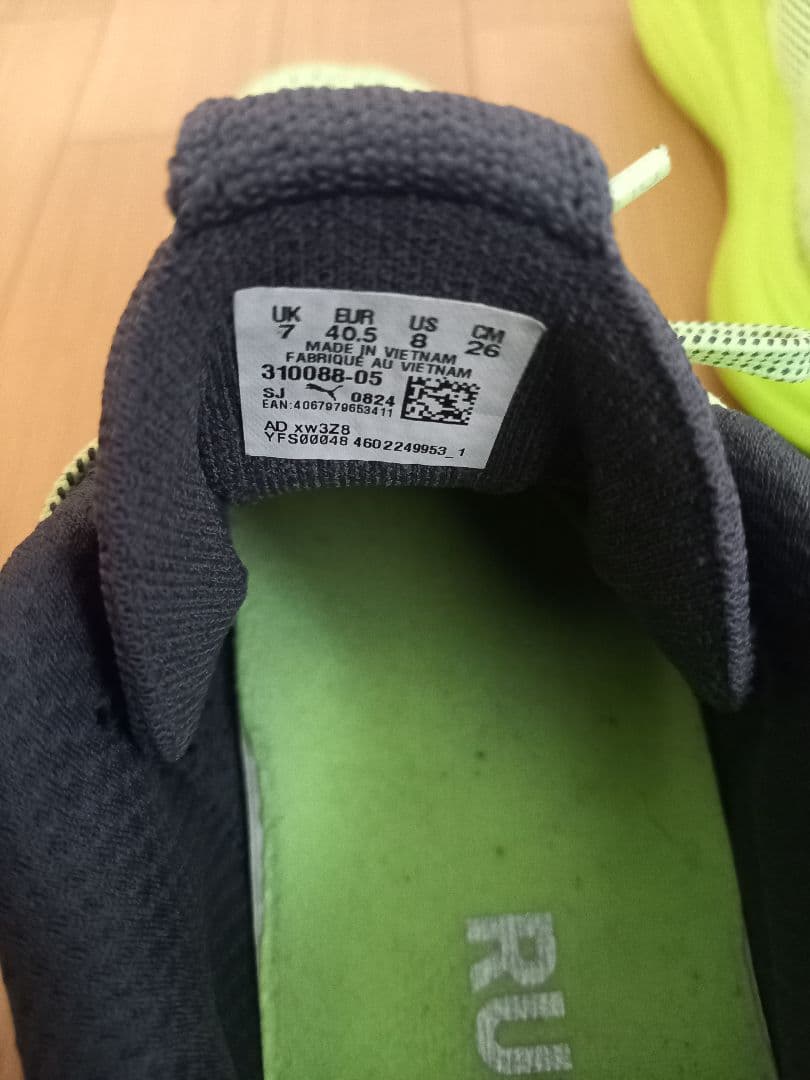 UK EUR US CM
7 40.5 8 26
MADE IN VIETNAM
FABRIQUÉ AU VIETNAM
310088-05
SJ 0824
EAN:4067979653411
AD xw3Z8
YFS00048 4602249953_1
RU